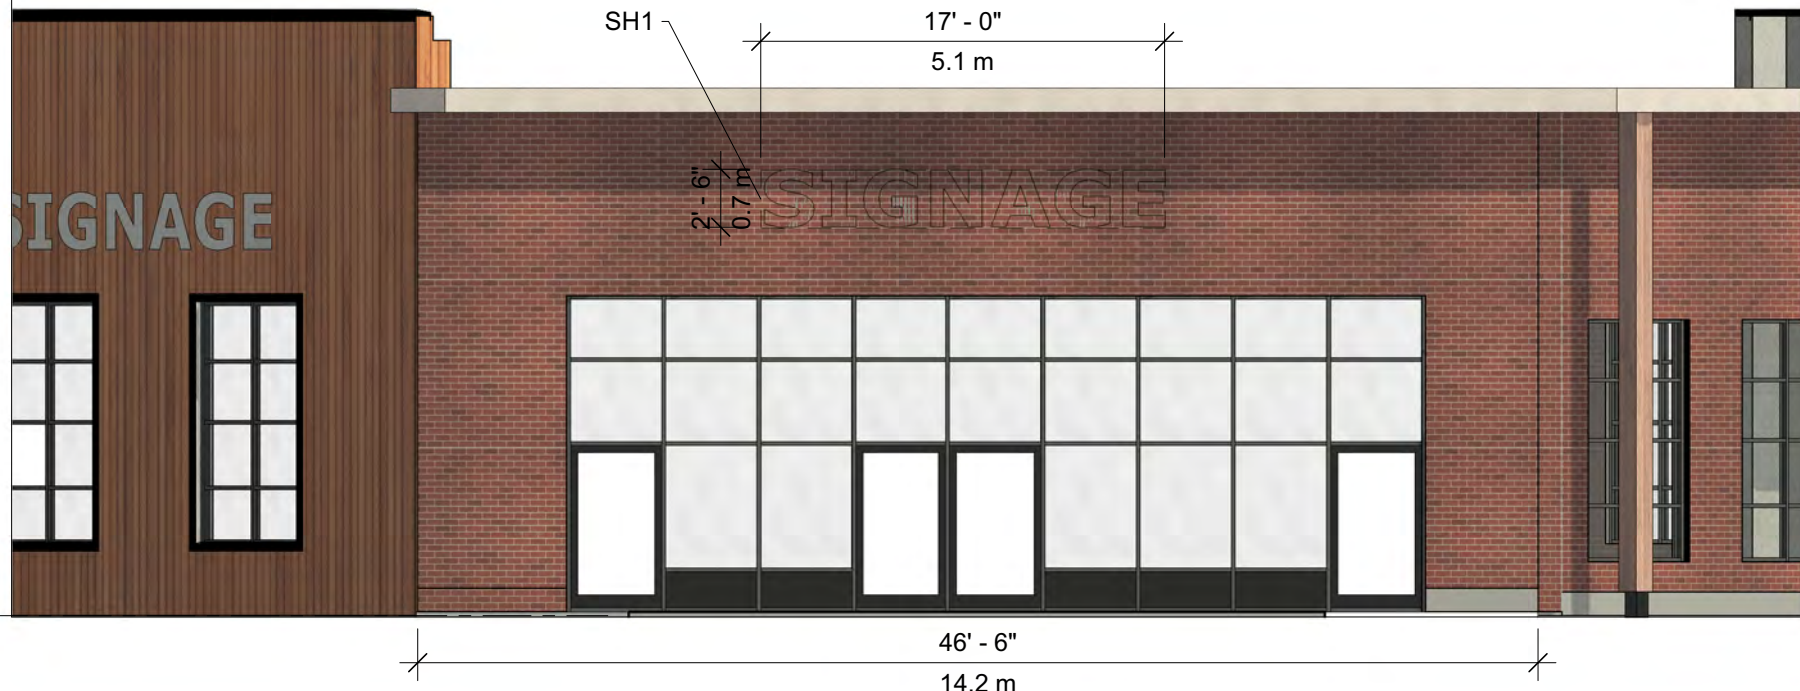 SH1
17' - 0"
5.1 m
2' - 6"
0.7 m
SIGNAGE
SIGNAGE
46' - 6"
14.2 m